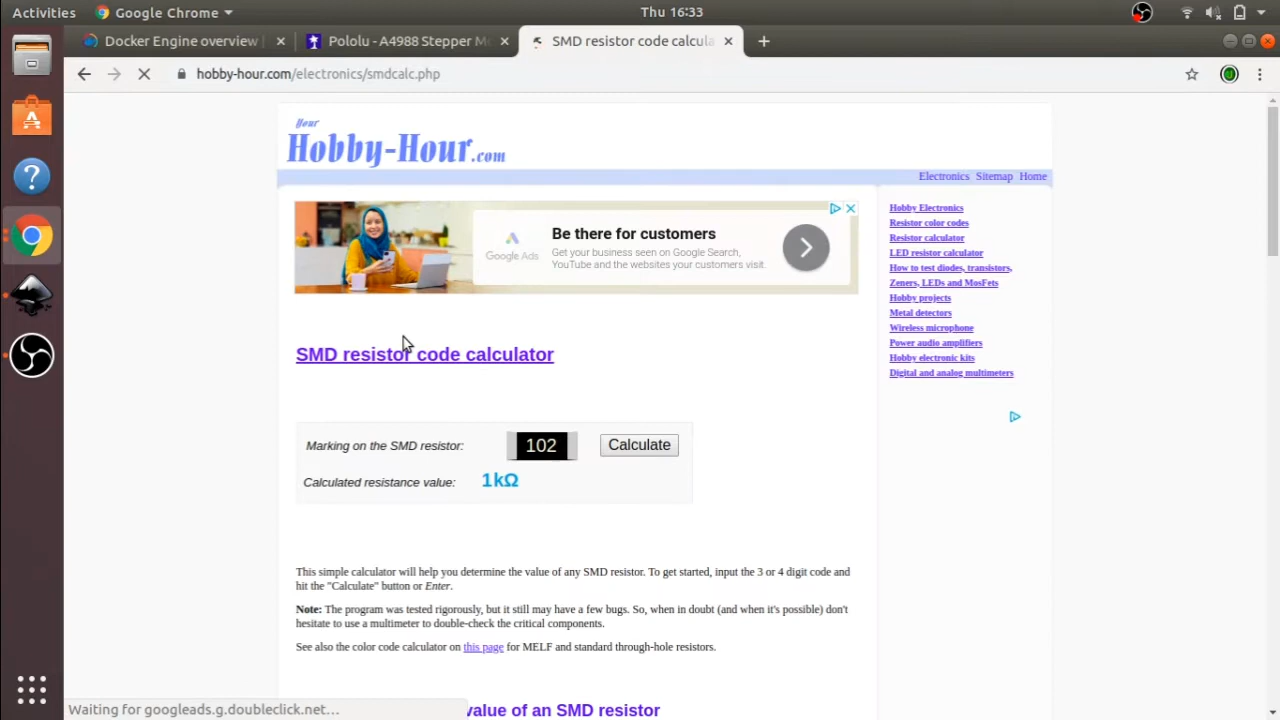 Activities
Google Chrome
Thu 16:33
Docker Engine overview
Pololu - A4988 Stepper Mo
SMD resistor code calcula
hobby-hour.com/electronics/smdcalc.php
Your
Hobby-Hour.com
Electronics Sitemap Home
Google Ads
Be there for customers
Get your business seen on Google Search,
YouTube and the websites your customers visit.
Hobby Electronics
Resistor color codes
Resistor calculator
LED resistor calculator
How to test diodes, transistors,
Zeners, LEDs and MosFets
Hobby projects
Metal detectors
Wireless microphone
Power audio amplifiers
Hobby electronic kits
Digital and analog multimeters
SMD resistor code calculator
Marking on the SMD resistor: 102 Calculate
Calculated resistance value: 1kΩ
This simple calculator will help you determine the value of any SMD resistor. To get started, input the 3 or 4 digit code and
hit the "Calculate" button or Enter.
Note: The program was tested rigorously, but it still may have a few bugs. So, when in doubt (and when it's possible) don't
hesitate to use a multimeter to double-check the critical components.
See also the color code calculator on this page for MELF and standard through-hole resistors.
value of an SMD resistor
Waiting for googleads.g.doubleclick.net...